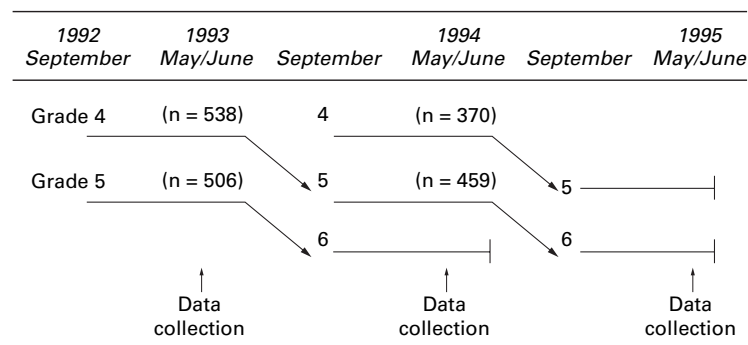 1992 1993 1994 1995
September May/June September May/June September May/June
Grade 4 (n = 538) 4 (n = 370)
Grade 5 (n = 506) 5 (n = 459) 5
6 6
Data Data Data
collection collection collection